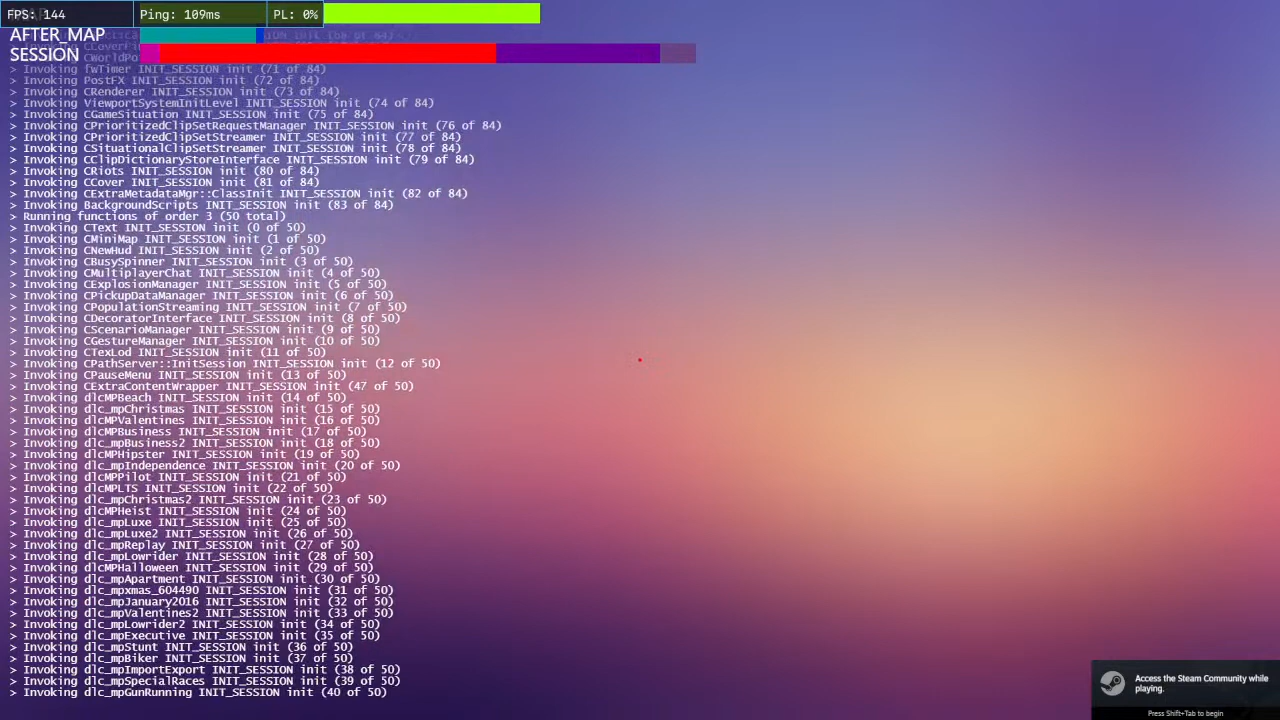 FPS: 144 Ping: 109ms PL: 0%
AFTER_MAP
SESSION
> Invoking fwTimer INIT_SESSION init (71 of 84)
> Invoking PostFX INIT_SESSION init (72 of 84)
> Invoking CRenderer INIT_SESSION init (73 of 84)
> Invoking ViewportSystemInitLevel INIT_SESSION init (74 of 84)
> Invoking CGameSituation INIT_SESSION init (75 of 84)
> Invoking CPrioritizedClipSetRequestManager INIT_SESSION init (76 of 84)
> Invoking CPrioritizedClipSetStreamer INIT_SESSION init (77 of 84)
> Invoking CSituationalClipSetStreamer INIT_SESSION init (78 of 84)
> Invoking CClipDictionaryStoreInterface INIT_SESSION init (79 of 84)
> Invoking CRiots INIT_SESSION init (80 of 84)
> Invoking CCover INIT_SESSION init (81 of 84)
> Invoking CExtraMetadataMgr::ClassInit INIT_SESSION init (82 of 84)
> Invoking BackgroundScripts INIT_SESSION init (83 of 84)
> Running functions of order 3 (50 total)
> Invoking CText INIT_SESSION init (0 of 50)
> Invoking CMiniMap INIT_SESSION init (1 of 50)
> Invoking CNewHud INIT_SESSION init (2 of 50)
> Invoking CBusySpinner INIT_SESSION init (3 of 50)
> Invoking CMultiplayerChat INIT_SESSION init (4 of 50)
> Invoking CExplosionManager INIT_SESSION init (5 of 50)
> Invoking CPickupDataManager INIT_SESSION init (6 of 50)
> Invoking CPopulationStreaming INIT_SESSION init (7 of 50)
> Invoking CDecoratorInterface INIT_SESSION init (8 of 50)
> Invoking CScenarioManager INIT_SESSION init (9 of 50)
> Invoking CGestureManager INIT_SESSION init (10 of 50)
> Invoking CTexLod INIT_SESSION init (11 of 50)
> Invoking CPathServer::InitSession INIT_SESSION init (12 of 50)
> Invoking CPauseMenu INIT_SESSION init (13 of 50)
> Invoking CExtraContentWrapper INIT_SESSION init (47 of 50)
> Invoking dlcMPBeach INIT_SESSION init (14 of 50)
> Invoking dlc_mpChristmas INIT_SESSION init (15 of 50)
> Invoking dlcMPValentines INIT_SESSION init (16 of 50)
> Invoking dlcMPBusiness INIT_SESSION init (17 of 50)
> Invoking dlc_mpBusiness2 INIT_SESSION init (18 of 50)
> Invoking dlcMPHipster INIT_SESSION init (19 of 50)
> Invoking dlc_mpIndependence INIT_SESSION init (20 of 50)
> Invoking dlcMPPilot INIT_SESSION init (21 of 50)
> Invoking dlcMPLTS INIT_SESSION init (22 of 50)
> Invoking dlc_mpChristmas2 INIT_SESSION init (23 of 50)
> Invoking dlcMPHeist INIT_SESSION init (24 of 50)
> Invoking dlc_mpLuxe INIT_SESSION init (25 of 50)
> Invoking dlc_mpLuxe2 INIT_SESSION init (26 of 50)
> Invoking dlc_mpReplay INIT_SESSION init (27 of 50)
> Invoking dlc_mpLowrider INIT_SESSION init (28 of 50)
> Invoking dlcMPHalloween INIT_SESSION init (29 of 50)
> Invoking dlc_mpApartment INIT_SESSION init (30 of 50)
> Invoking dlc_mpxmas_604490 INIT_SESSION init (31 of 50)
> Invoking dlc_mpJanuary2016 INIT_SESSION init (32 of 50)
> Invoking dlc_mpValentines2 INIT_SESSION init (33 of 50)
> Invoking dlc_mpLowrider2 INIT_SESSION init (34 of 50)
> Invoking dlc_mpExecutive INIT_SESSION init (35 of 50)
> Invoking dlc_mpStunt INIT_SESSION init (36 of 50)
> Invoking dlc_mpBiker INIT_SESSION init (37 of 50)
> Invoking dlc_mpImportExport INIT_SESSION init (38 of 50)
> Invoking dlc_mpSpecialRaces INIT_SESSION init (39 of 50)
> Invoking dlc_mpGunRunning INIT_SESSION init (40 of 50)
Access the Steam Community while
playing.
Press Shift+Tab to begin